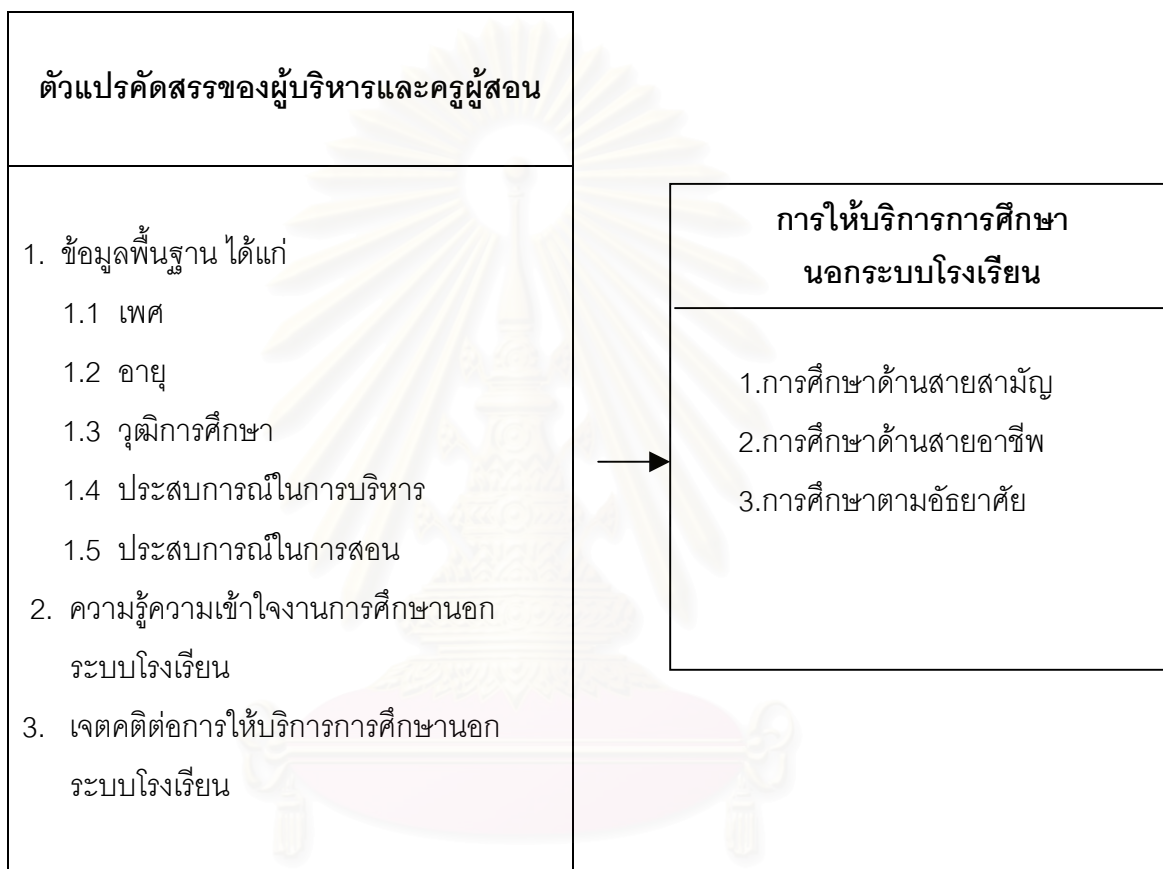 ตัวแปรคัดสรรของผู้บริหารและครูผู้สอน
1. ข้อมูลพื้นฐาน ได้แก่
1.1 เพศ
1.2 อายุ
1.3 วุฒิการศึกษา
1.4 ประสบการณ์ในการบริหาร
1.5 ประสบการณ์ในการสอน
2. ความรู้ความเข้าใจงานการศึกษานอก
ระบบโรงเรียน
3. เจตคติต่อการให้บริการการศึกษานอก
ระบบโรงเรียน
การให้บริการการศึกษา
นอกระบบโรงเรียน
1.การศึกษาด้านสายสามัญ
2.การศึกษาด้านสายอาชีพ
3.การศึกษาตามอัธยาศัย